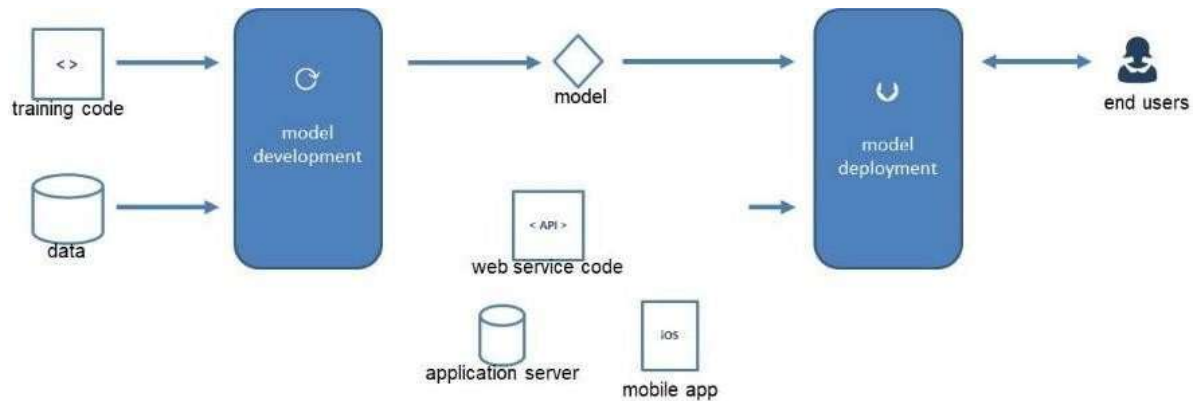 < >
training code
model
development
model
model
deployment
end users
data
< API >
web service code
application server
iOS
mobile app